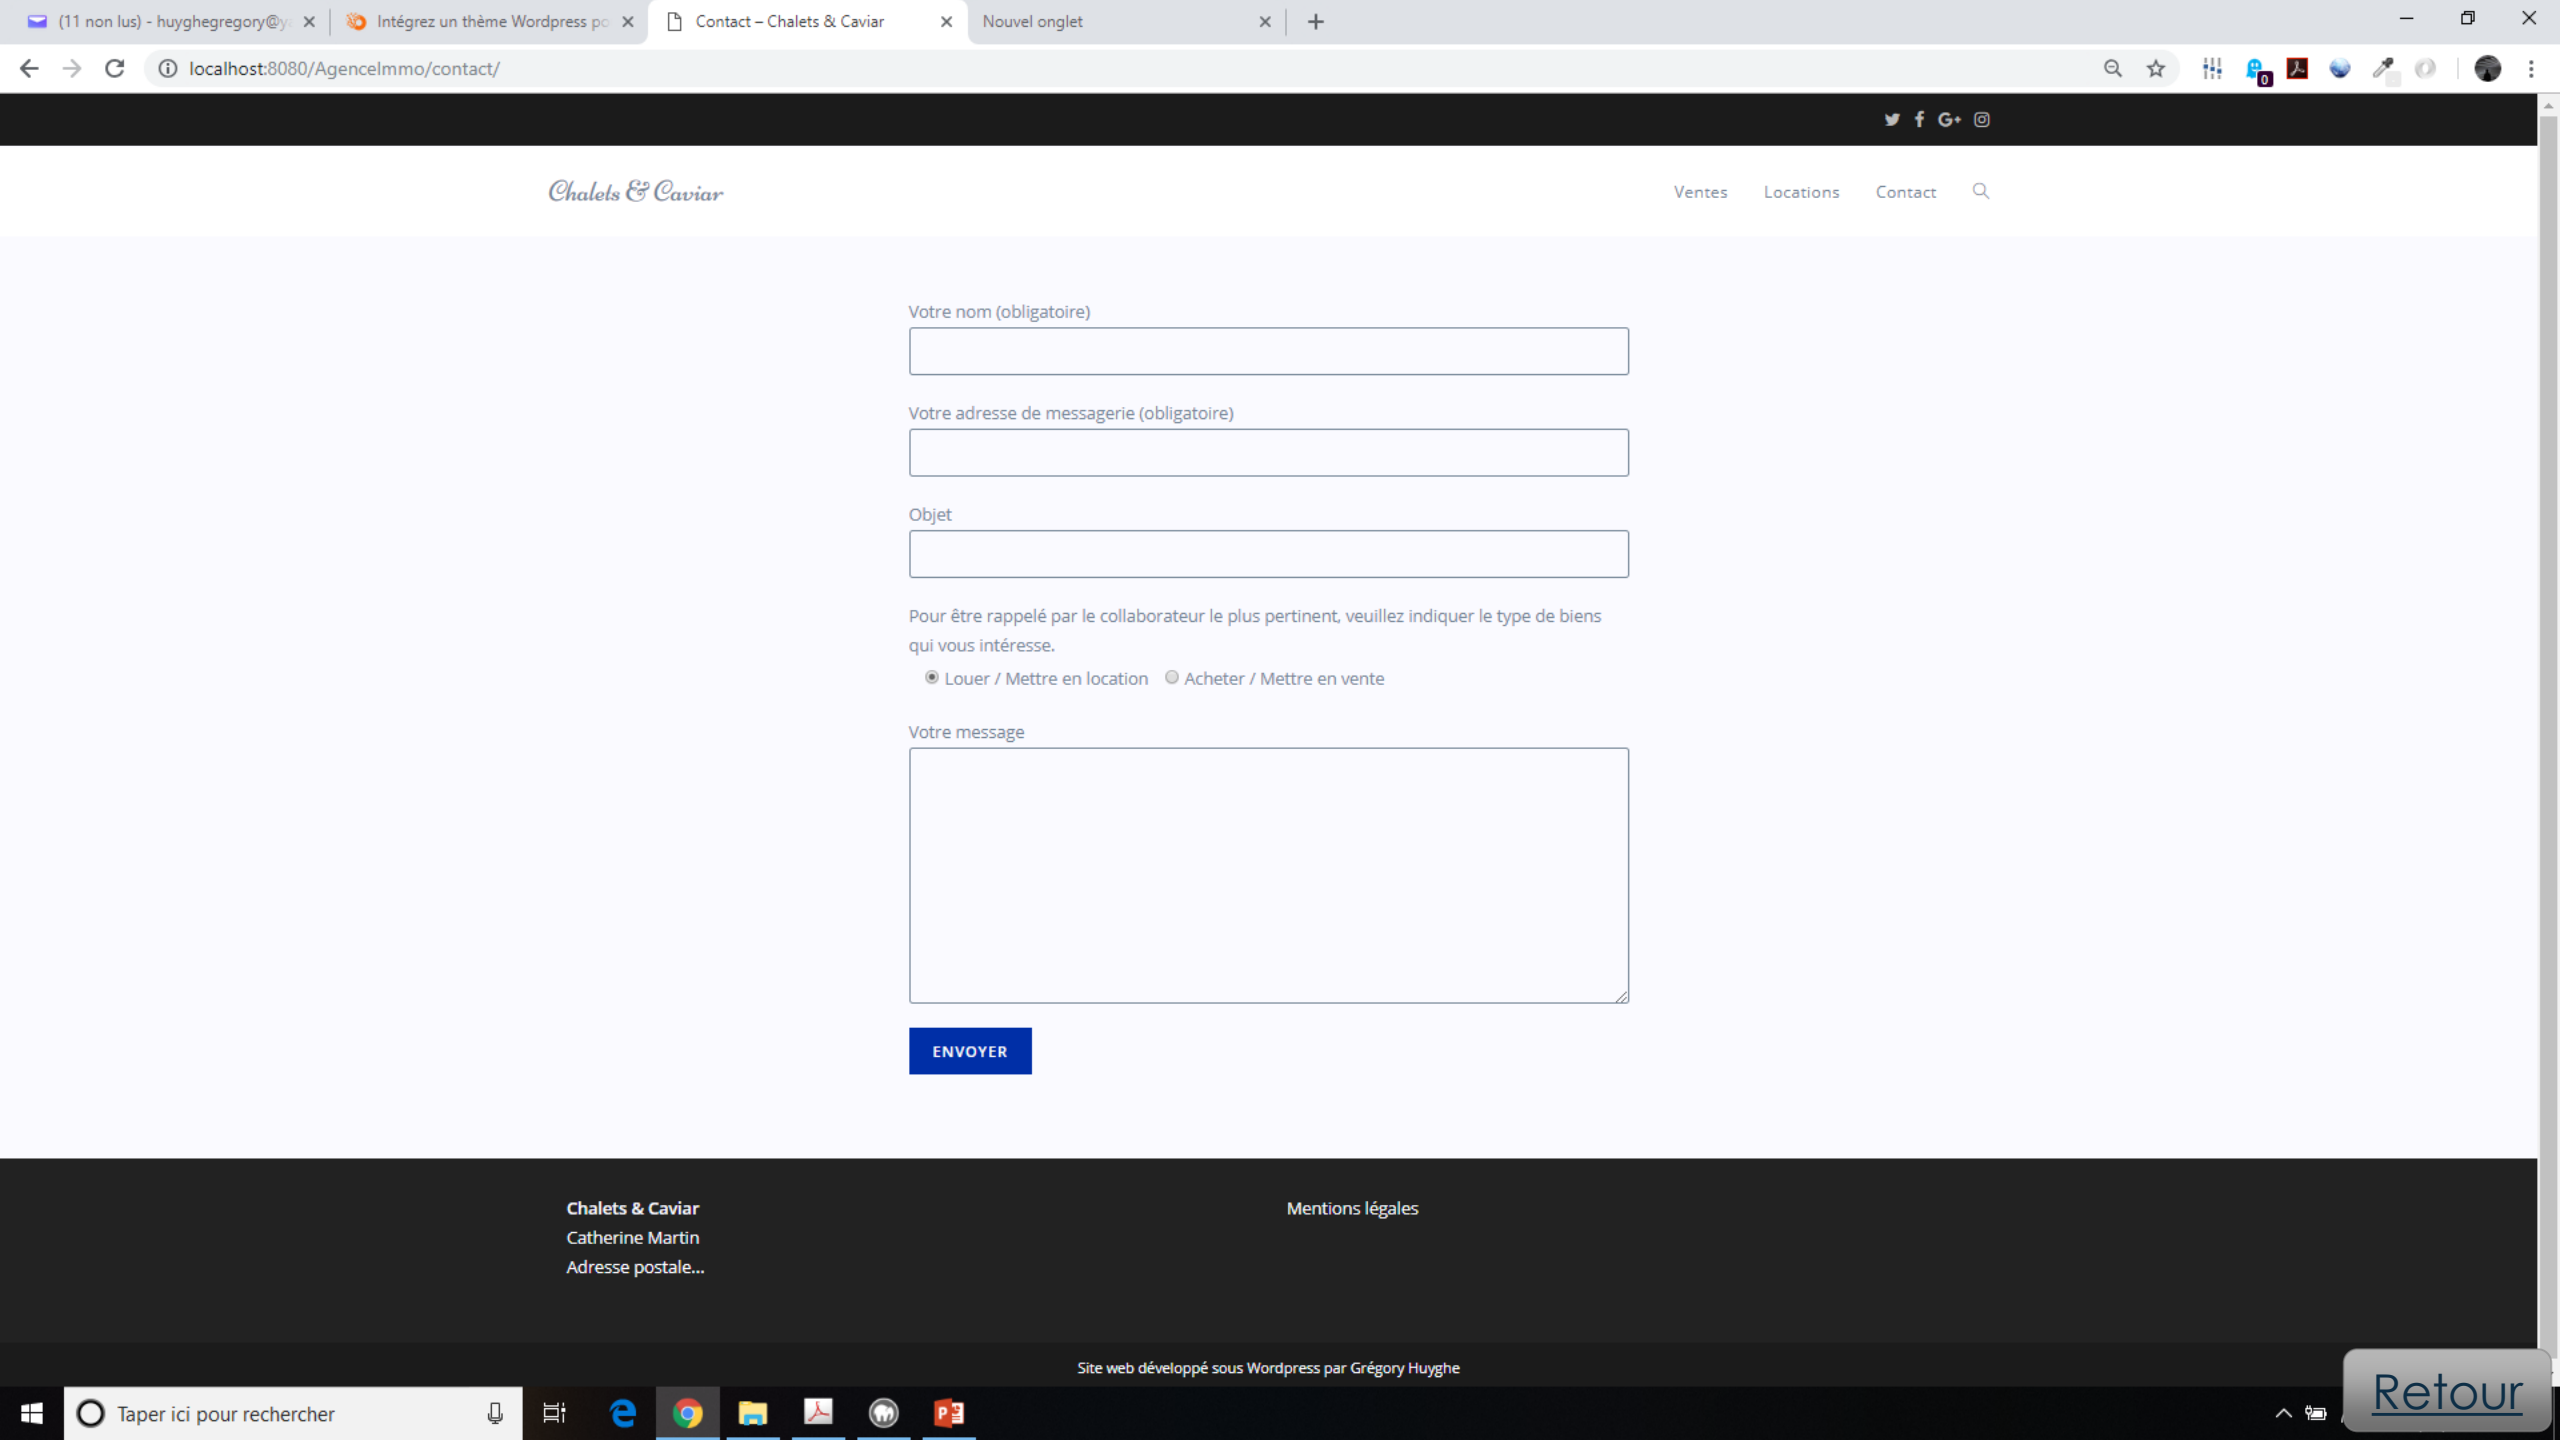 (11 non lus) - huyghegregory@y
Intégrez un thème Wordpress po
Contact – Chalets & Caviar
Nouvel onglet
localhost:8080/AgenceImmo/contact/
0
Chalets & Caviar
Ventes
Locations
Contact
Votre nom (obligatoire)
Votre adresse de messagerie (obligatoire)
Objet
Pour être rappelé par le collaborateur le plus pertinent, veuillez indiquer le type de biens
qui vous intéresse.
Louer / Mettre en location
Acheter / Mettre en vente
Votre message
ENVOYER
Chalets & Caviar
Catherine Martin
Adresse postale...
Mentions légales
Site web développé sous Wordpress par Grégory Huyghe
Taper ici pour rechercher
Retour